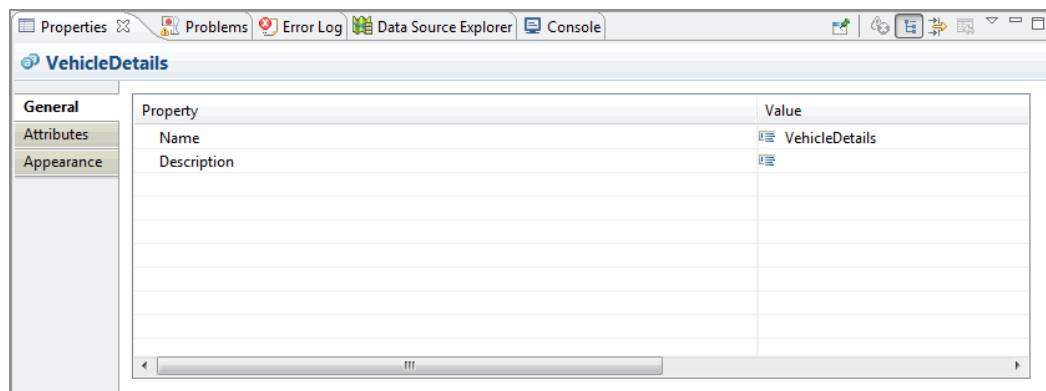 Properties Problems Error Log Data Source Explorer Console
VehicleDetails
General
Attributes
Appearance
Property Value
Name VehicleDetails
Description